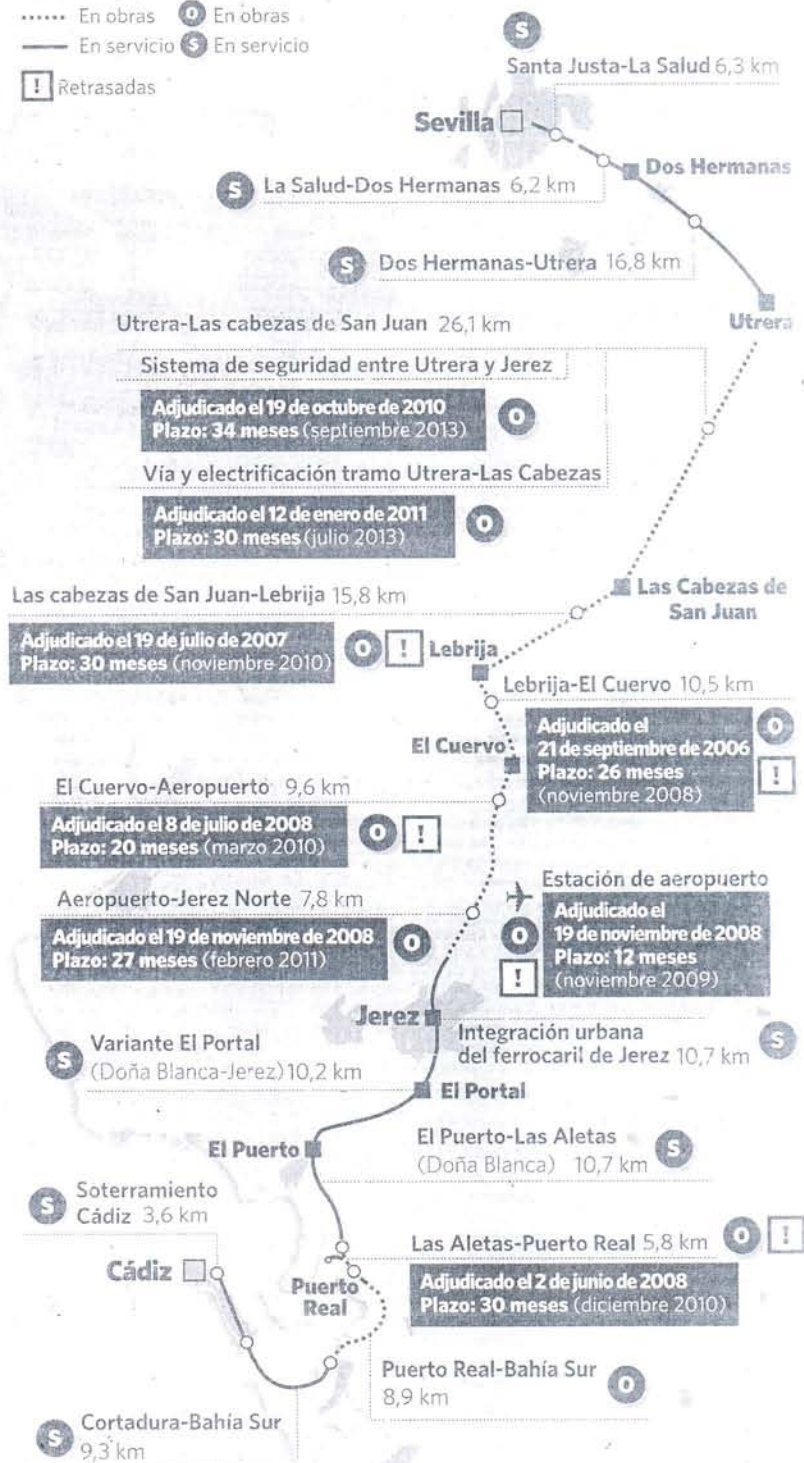 En obras O En obras
En servicio S En servicio
! Retrasadas
S
Santa Justa-La Salud 6,3 km
Sevilla
S La Salud-Dos Hermanas 6,2 km
Dos Hermanas
S Dos Hermanas-Utrera 16,8 km
Utrera
Utrera-Las cabezas de San Juan 26,1 km
Sistema de seguridad entre Utrera y Jerez
Adjudicado el 19 de octubre de 2010
Plazo: 34 meses (septiembre 2013)
O
Vía y electrificación tramo Utrera-Las Cabezas
Adjudicado el 12 de enero de 2011
Plazo: 30 meses (julio 2013)
O
Las Cabezas de
San Juan
Las cabezas de San Juan-Lebrija 15,8 km
Adjudicado el 19 de julio de 2007
Plazo: 30 meses (noviembre 2010)
O ! Lebrija
Lebrija-El Cuervo 10,5 km
Adjudicado el
21 de septiembre de 2006
Plazo: 26 meses
(noviembre 2008)
O
!
El Cuervo
El Cuervo-Aeropuerto 9,6 km
Adjudicado el 8 de julio de 2008
Plazo: 20 meses (marzo 2010)
O !
Estación de aeropuerto
Adjudicado el
19 de noviembre de 2008
Plazo: 12 meses
(noviembre 2009)
O
!
Aeropuerto-Jerez Norte 7,8 km
Adjudicado el 19 de noviembre de 2008
Plazo: 27 meses (febrero 2011)
O
Jerez
Integración urbana
del ferrocaril de Jerez 10,7 km
S
S Variante El Portal
(Doña Blanca-Jerez) 10,2 km
El Portal
El Puerto
El Puerto-Las Aletas
(Doña Blanca) 10,7 km
S
S Soterramiento
Cádiz 3,6 km
Las Aletas-Puerto Real 5,8 km O !
Adjudicado el 2 de junio de 2008
Plazo: 30 meses (diciembre 2010)
Cádiz
Puerto
Real
Puerto Real-Bahía Sur
8,9 km
O
S Cortadura-Bahía Sur
9,3 km